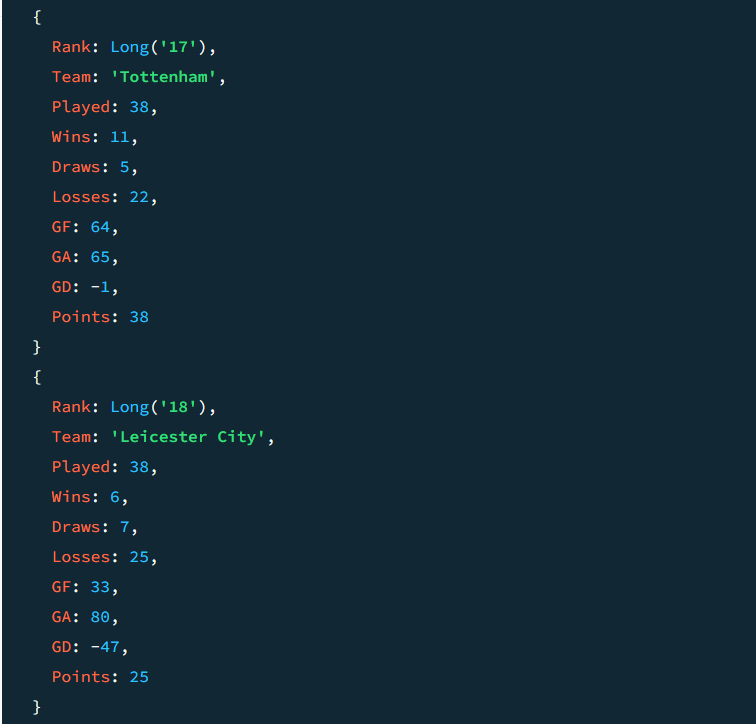 {
Rank: Long('17'),
Team: 'Tottenham',
Played: 38,
Wins: 11,
Draws: 5,
Losses: 22,
GF: 64,
GA: 65,
GD: -1,
Points: 38
}
{
Rank: Long('18'),
Team: 'Leicester City',
Played: 38,
Wins: 6,
Draws: 7,
Losses: 25,
GF: 33,
GA: 80,
GD: -47,
Points: 25
}